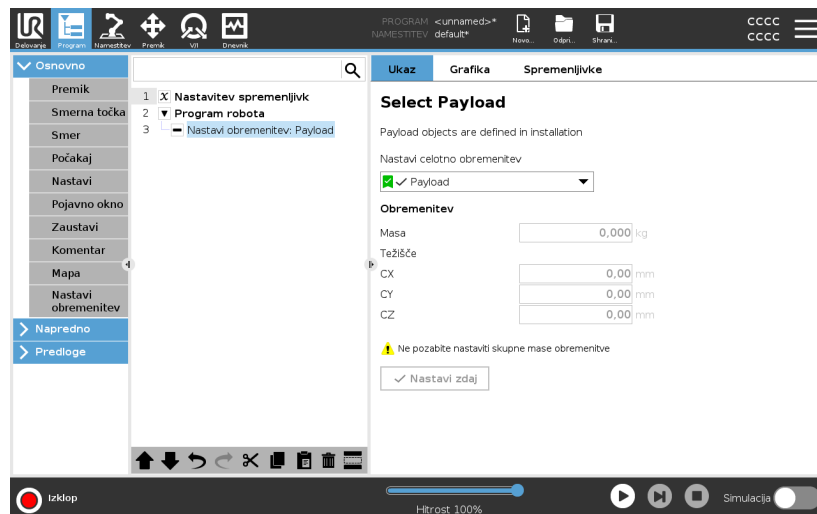 UR
PROGRAM <unnamed>*
NAMESTITEV default*
Delovanje Program Namestitev Premik V/I Dnevnik
Novo... Odpri... Shrani...
CCCC
CCCC
Osnovno
Premik
Smerna točka
Smer
Počakaj
Nastavi
Pojavno okno
Zaustavi
Komentar
Mapa
Nastavi
obremenitev
Napredno
Predloge
1 X Nastavitev spremenljivk
2 Program robota
3 Nastavi obremenitev: Payload
Ukaz Grafika Spremenljivke
Select Payload
Payload objects are defined in installation
Nastavi celotno obremenitev
Payload
Obremenitev
Masa 0,000 kg
Težišče
CX 0,00 mm
CY 0,00 mm
CZ 0,00 mm
Ne pozabite nastaviti skupne mase obremenitve
Nastavi zdaj
Izklop
Hitrost 100%
Simulacija